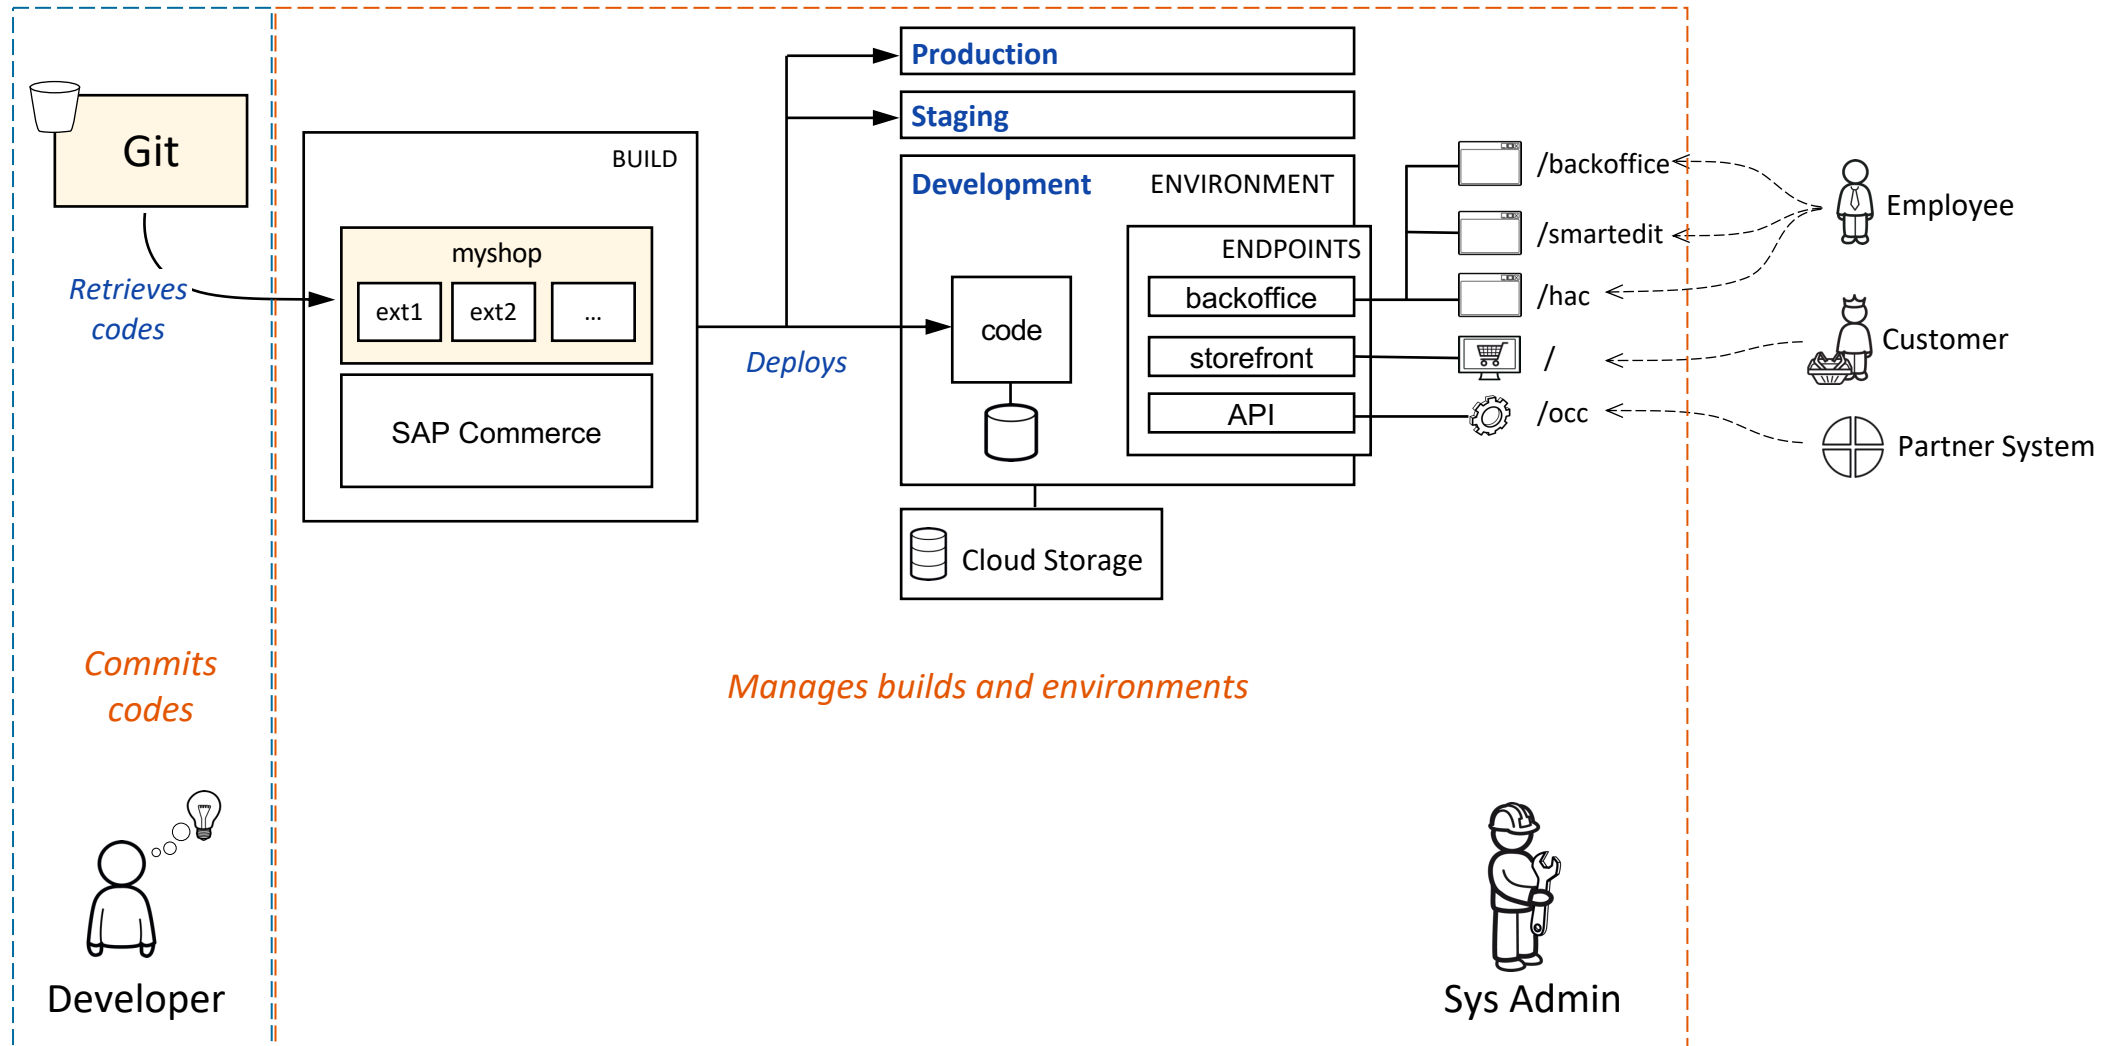 Git
Retrieves
codes
BUILD
myshop
ext1
ext2
...
SAP Commerce
Deploys
Production
Staging
Development
ENVIRONMENT
ENDPOINTS
code
backoffice
storefront
API
Cloud Storage
/backoffice
/smartedit
/hac
/
/occ
Employee
Customer
Partner System
Commits
codes
Manages builds and environments
Developer
Sys Admin